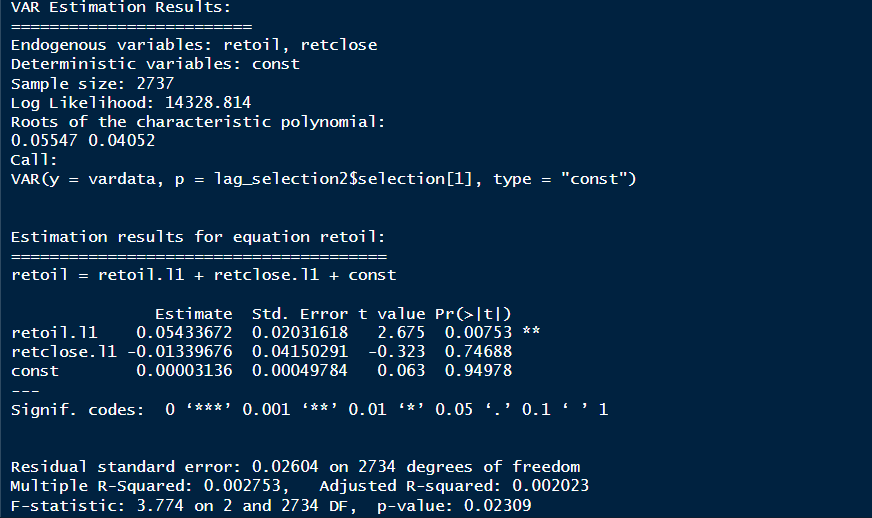 VAR Estimation Results:
=========================
Endogenous variables: retoil, retclose
Deterministic variables: const
Sample size: 2737
Log Likelihood: 14328.814
Roots of the characteristic polynomial:
0.05547 0.04052
Call:
VAR(y = vardata, p = lag_selection2$selection[1], type = "const")
Estimation results for equation retoil:
=======================================
retoil = retoil.l1 + retclose.l1 + const
Estimate Std. Error t value Pr(>|t|)
retoil.l1 0.05433672 0.02031618 2.675 0.00753 **
retclose.l1 -0.01339676 0.04150291 -0.323 0.74688
const 0.00003136 0.00049784 0.063 0.94978
---
Signif. codes: 0 ‘***’ 0.001 ‘**’ 0.01 ‘*’ 0.05 ‘.’ 0.1 ‘ ’ 1
Residual standard error: 0.02604 on 2734 degrees of freedom
Multiple R-Squared: 0.002753, Adjusted R-squared: 0.002023
F-statistic: 3.774 on 2 and 2734 DF, p-value: 0.02309